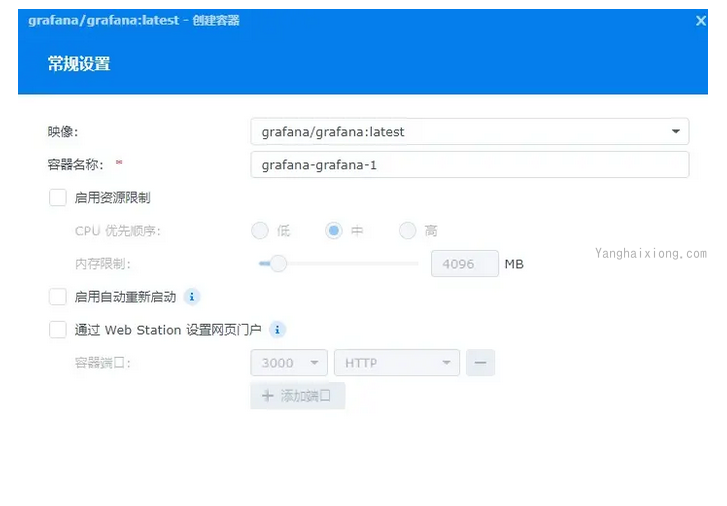 grafana/grafana:latest - 创建容器
常规设置
映像: grafana/grafana:latest
容器名称: * grafana-grafana-1
启用资源限制
CPU 优先顺序: 低 中 高
内存限制: 4096 MB
Yanghaixiong.com
启用自动重新启动
通过 Web Station 设置网页门户
容器端口: 3000 HTTP
添加端口